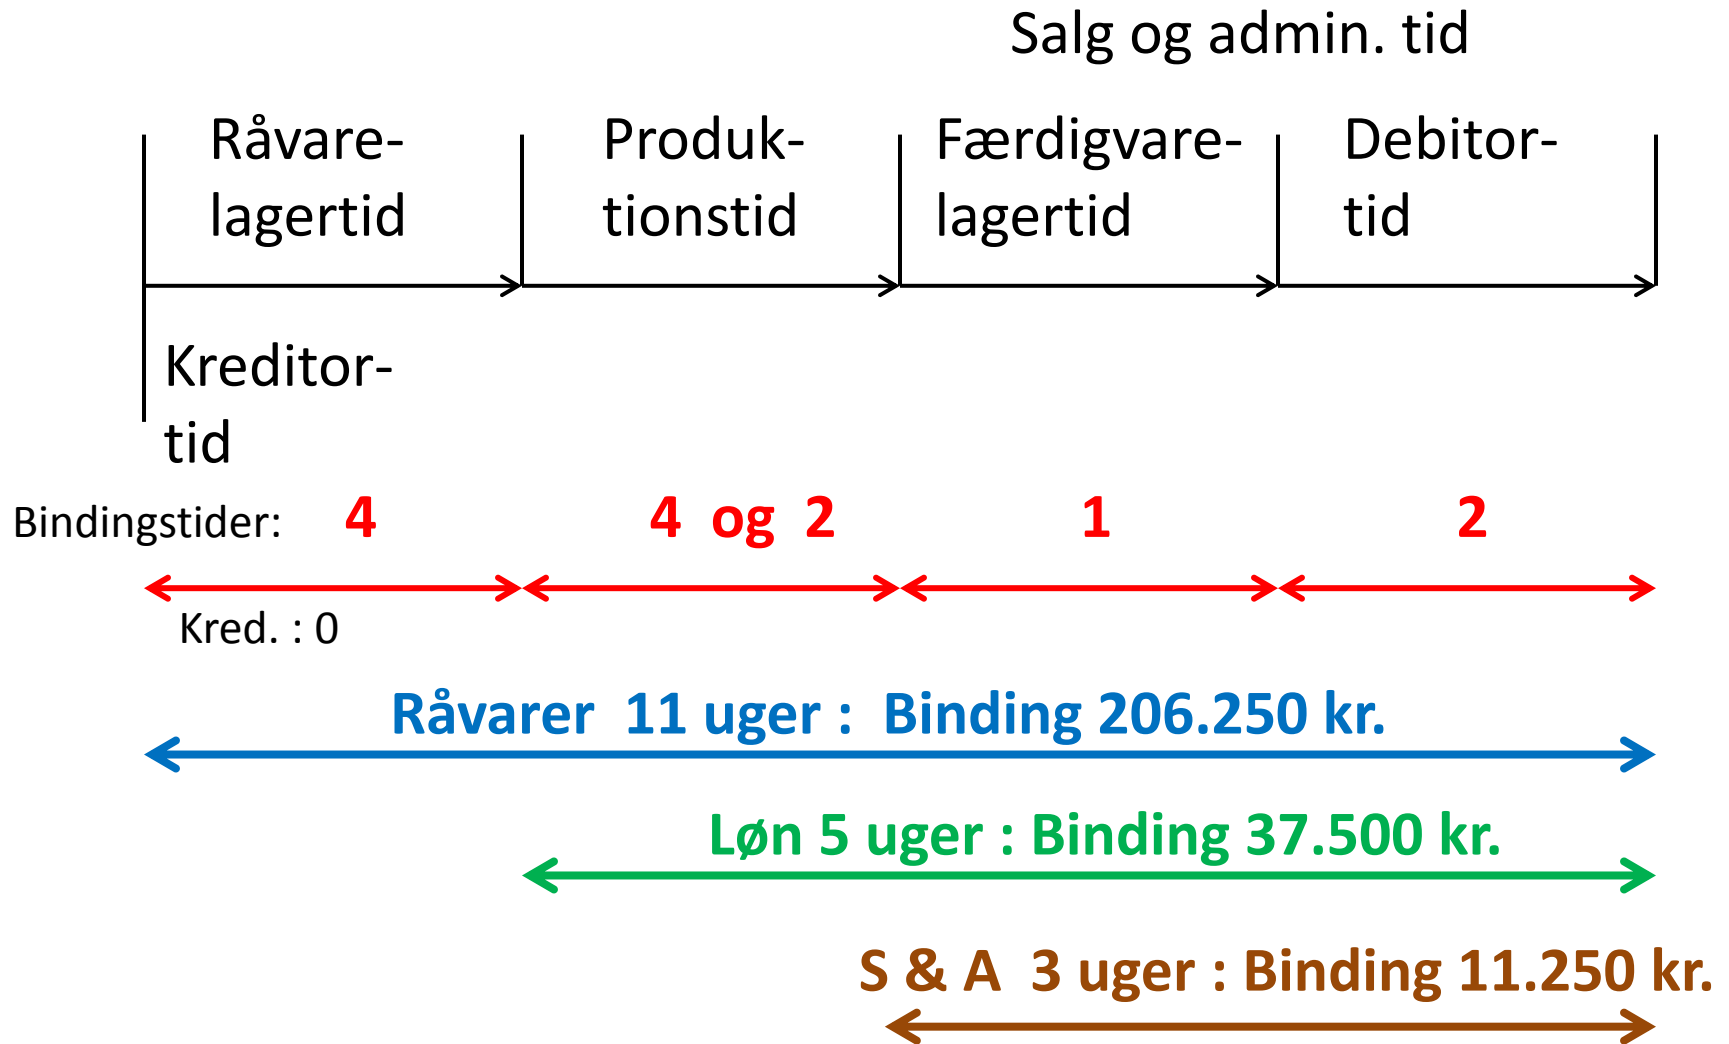 Salg og admin. tid
Råvare-
lagertid
Produk-
tionstid
Færdigvare-
lagertid
Debitor-
tid
Kreditor-
tid
Bindingstider: 4 4 og 2 1 2
Kred. : 0
Råvarer 11 uger : Binding 206.250 kr.
Løn 5 uger : Binding 37.500 kr.
S & A 3 uger : Binding 11.250 kr.